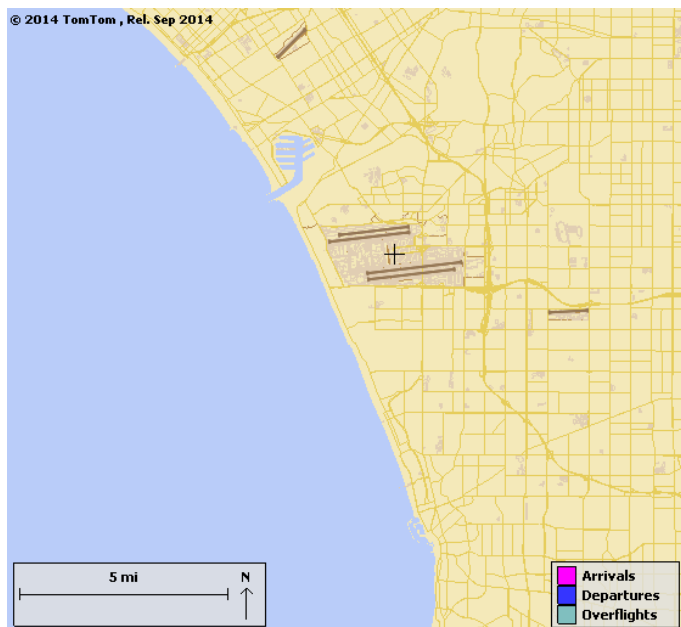 © 2014 TomTom , Rel. Sep 2014
5 mi
N
Arrivals
Departures
Overflights